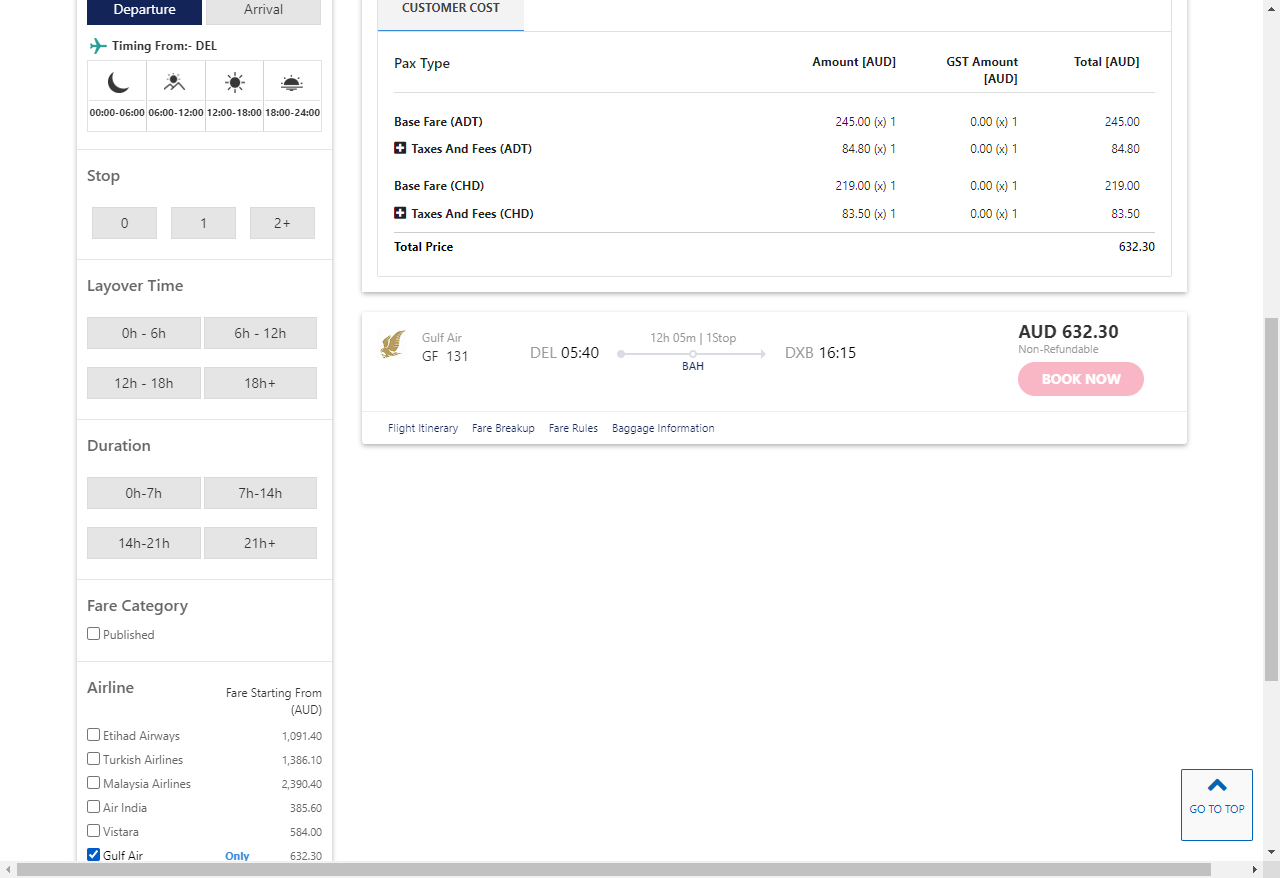 Departure
Arrival
Timing From:- DEL
00:00-06:00 06:00-12:00 12:00-18:00 18:00-24:00
Stop
0
1
2+
Layover Time
0h - 6h
6h - 12h
12h - 18h
18h+
Duration
0h-7h
7h-14h
14h-21h
21h+
Fare Category
Published
Airline
Fare Starting From
(AUD)
Etihad Airways 1,091.40
Turkish Airlines 1,386.10
Malaysia Airlines 2,390.40
Air India 385.60
Vistara 584.00
Gulf Air Only 632.30
CUSTOMER COST
Pax Type
Amount [AUD]
GST Amount
[AUD]
Total [AUD]
Base Fare (ADT) 245.00 (x) 1 0.00 (x) 1 245.00
Taxes And Fees (ADT) 84.80 (x) 1 0.00 (x) 1 84.80
Base Fare (CHD) 219.00 (x) 1 0.00 (x) 1 219.00
Taxes And Fees (CHD) 83.50 (x) 1 0.00 (x) 1 83.50
Total Price 632.30
Gulf Air
GF 131
DEL 05:40
12h 05m | 1Stop
BAH
DXB 16:15
AUD 632.30
Non-Refundable
BOOK NOW
Flight Itinerary Fare Breakup Fare Rules Baggage Information
GO TO TOP